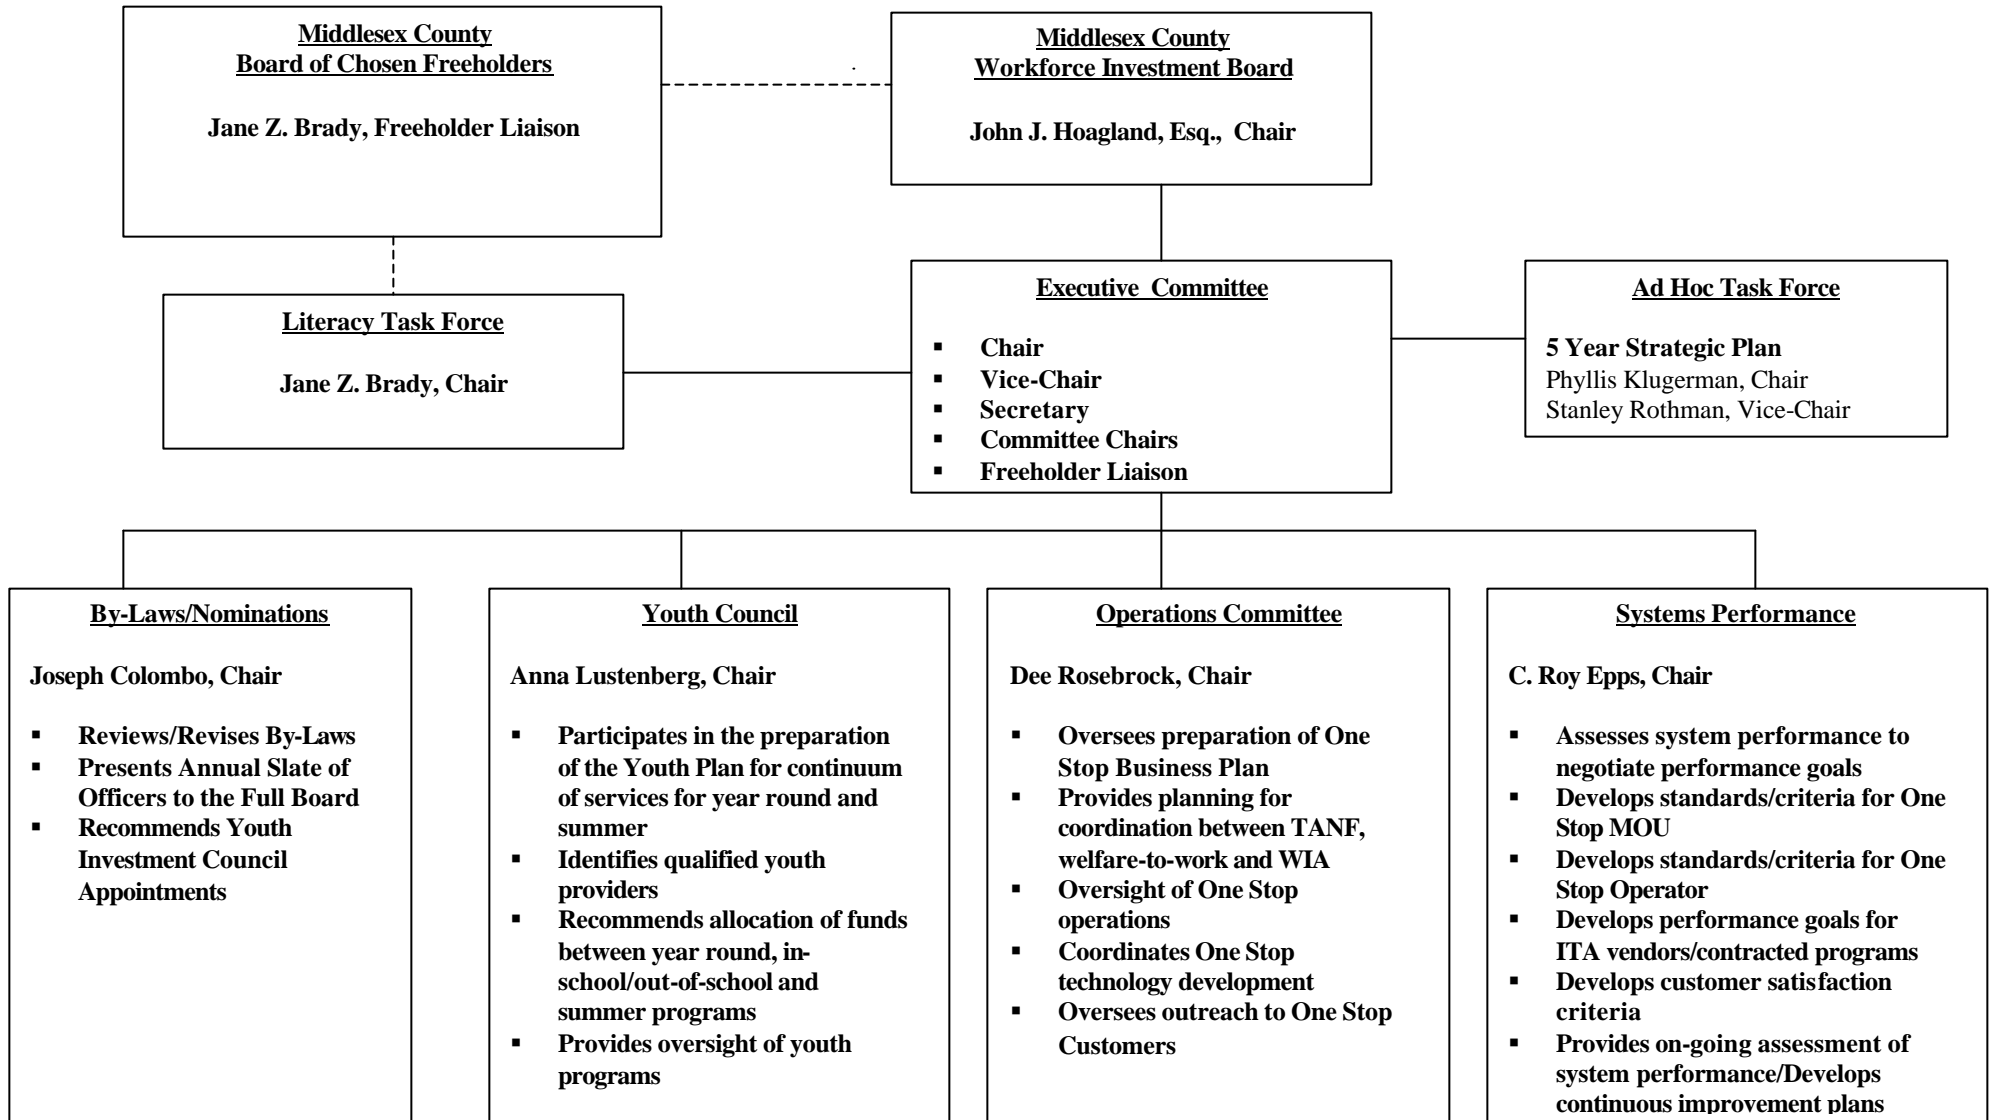 Middlesex County
Board of Chosen Freeholders
Jane Z. Brady, Freeholder Liaison
Middlesex County
Workforce Investment Board
John J. Hoagland, Esq., Chair
Literacy Task Force
Jane Z. Brady, Chair
Executive Committee
▪ Chair
▪ Vice-Chair
▪ Secretary
▪ Committee Chairs
▪ Freeholder Liaison
Ad Hoc Task Force
5 Year Strategic Plan
Phyllis Klugerman, Chair
Stanley Rothman, Vice-Chair
By-Laws/Nominations
Joseph Colombo, Chair
▪ Reviews/Revises By-Laws
▪ Presents Annual Slate of
Officers to the Full Board
▪ Recommends Youth
Investment Council
Appointments
Youth Council
Anna Lustenberg, Chair
▪ Participates in the preparation
of the Youth Plan for continuum
of services for year round and
summer
▪ Identifies qualified youth
providers
▪ Recommends allocation of funds
between year round, in-
school/out-of-school and
summer programs
▪ Provides oversight of youth
programs
Operations Committee
Dee Rosebrock, Chair
▪ Oversees preparation of One
Stop Business Plan
▪ Provides planning for
coordination between TANF,
welfare-to-work and WIA
▪ Oversight of One Stop
operations
▪ Coordinates One Stop
technology development
▪ Oversees outreach to One Stop
Customers
Systems Performance
C. Roy Epps, Chair
▪ Assesses system performance to
negotiate performance goals
▪ Develops standards/criteria for One
Stop MOU
▪ Develops standards/criteria for One
Stop Operator
▪ Develops performance goals for
ITA vendors/contracted programs
▪ Develops customer satisfaction
criteria
▪ Provides on-going assessment of
system performance/Develops
continuous improvement plans